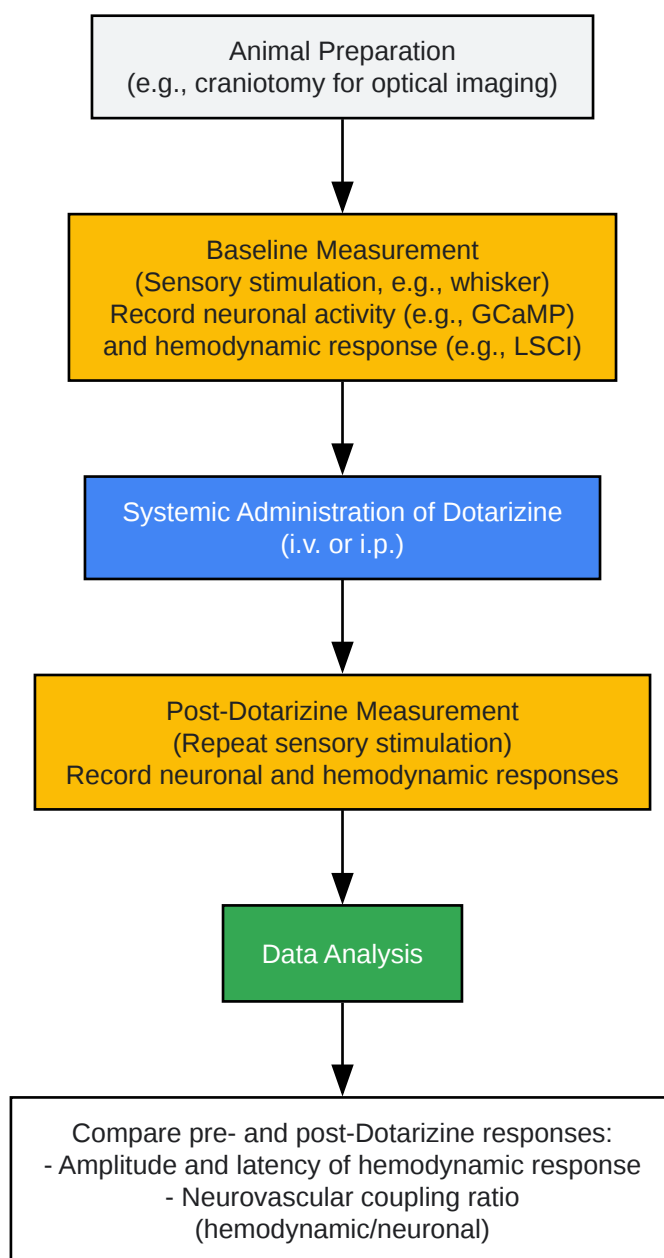 Animal Preparation
(e.g., craniotomy for optical imaging)
Baseline Measurement
(Sensory stimulation, e.g., whisker)
Record neuronal activity (e.g., GCaMP)
and hemodynamic response (e.g., LSCI)
Systemic Administration of Dotarizine
(i.v. or i.p.)
Post-Dotarizine Measurement
(Repeat sensory stimulation)
Record neuronal and hemodynamic responses
Data Analysis
Compare pre- and post-Dotarizine responses:
- Amplitude and latency of hemodynamic response
- Neurovascular coupling ratio
(hemodynamic/neuronal)